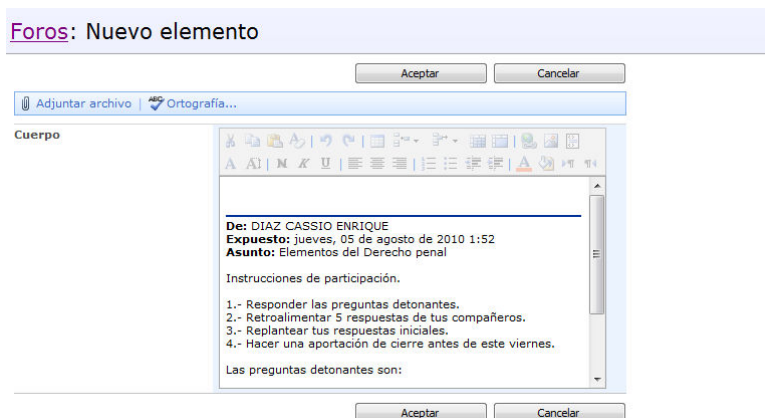 Foros: Nuevo elemento
Aceptar Cancelar
Adjuntar archivo | ABC Ortografía...
Cuerpo
A A | N K U
A
De: DIAZ CASSIO ENRIQUE
Expuesto: jueves, 05 de agosto de 2010 1:52
Asunto: Elementos del Derecho penal
Instrucciones de participación.
1.- Responder las preguntas detonantes.
2.- Retroalimentar 5 respuestas de tus compañeros.
3.- Replantear tus respuestas iniciales.
4.- Hacer una aportación de cierre antes de este viernes.
Las preguntas detonantes son:
Aceptar Cancelar